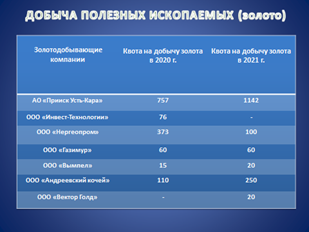 ДОБЫЧА ПОЛЕЗНЫХ ИСКОПАЕМЫХ (золото)
Золотодобывающие компании Квота на добычу золота в 2020 г. Квота на добычу золота в 2021 г.
АО «Прииск Усть-Кара» 757 1142
ООО «Инвест-Технологии» 76 -
ООО «Нергеопром» 373 100
ООО «Газимур» 60 60
ООО «Вымпел» 15 20
ООО «Андреевский ключей» 110 250
ООО «Вектор Голд» - 20